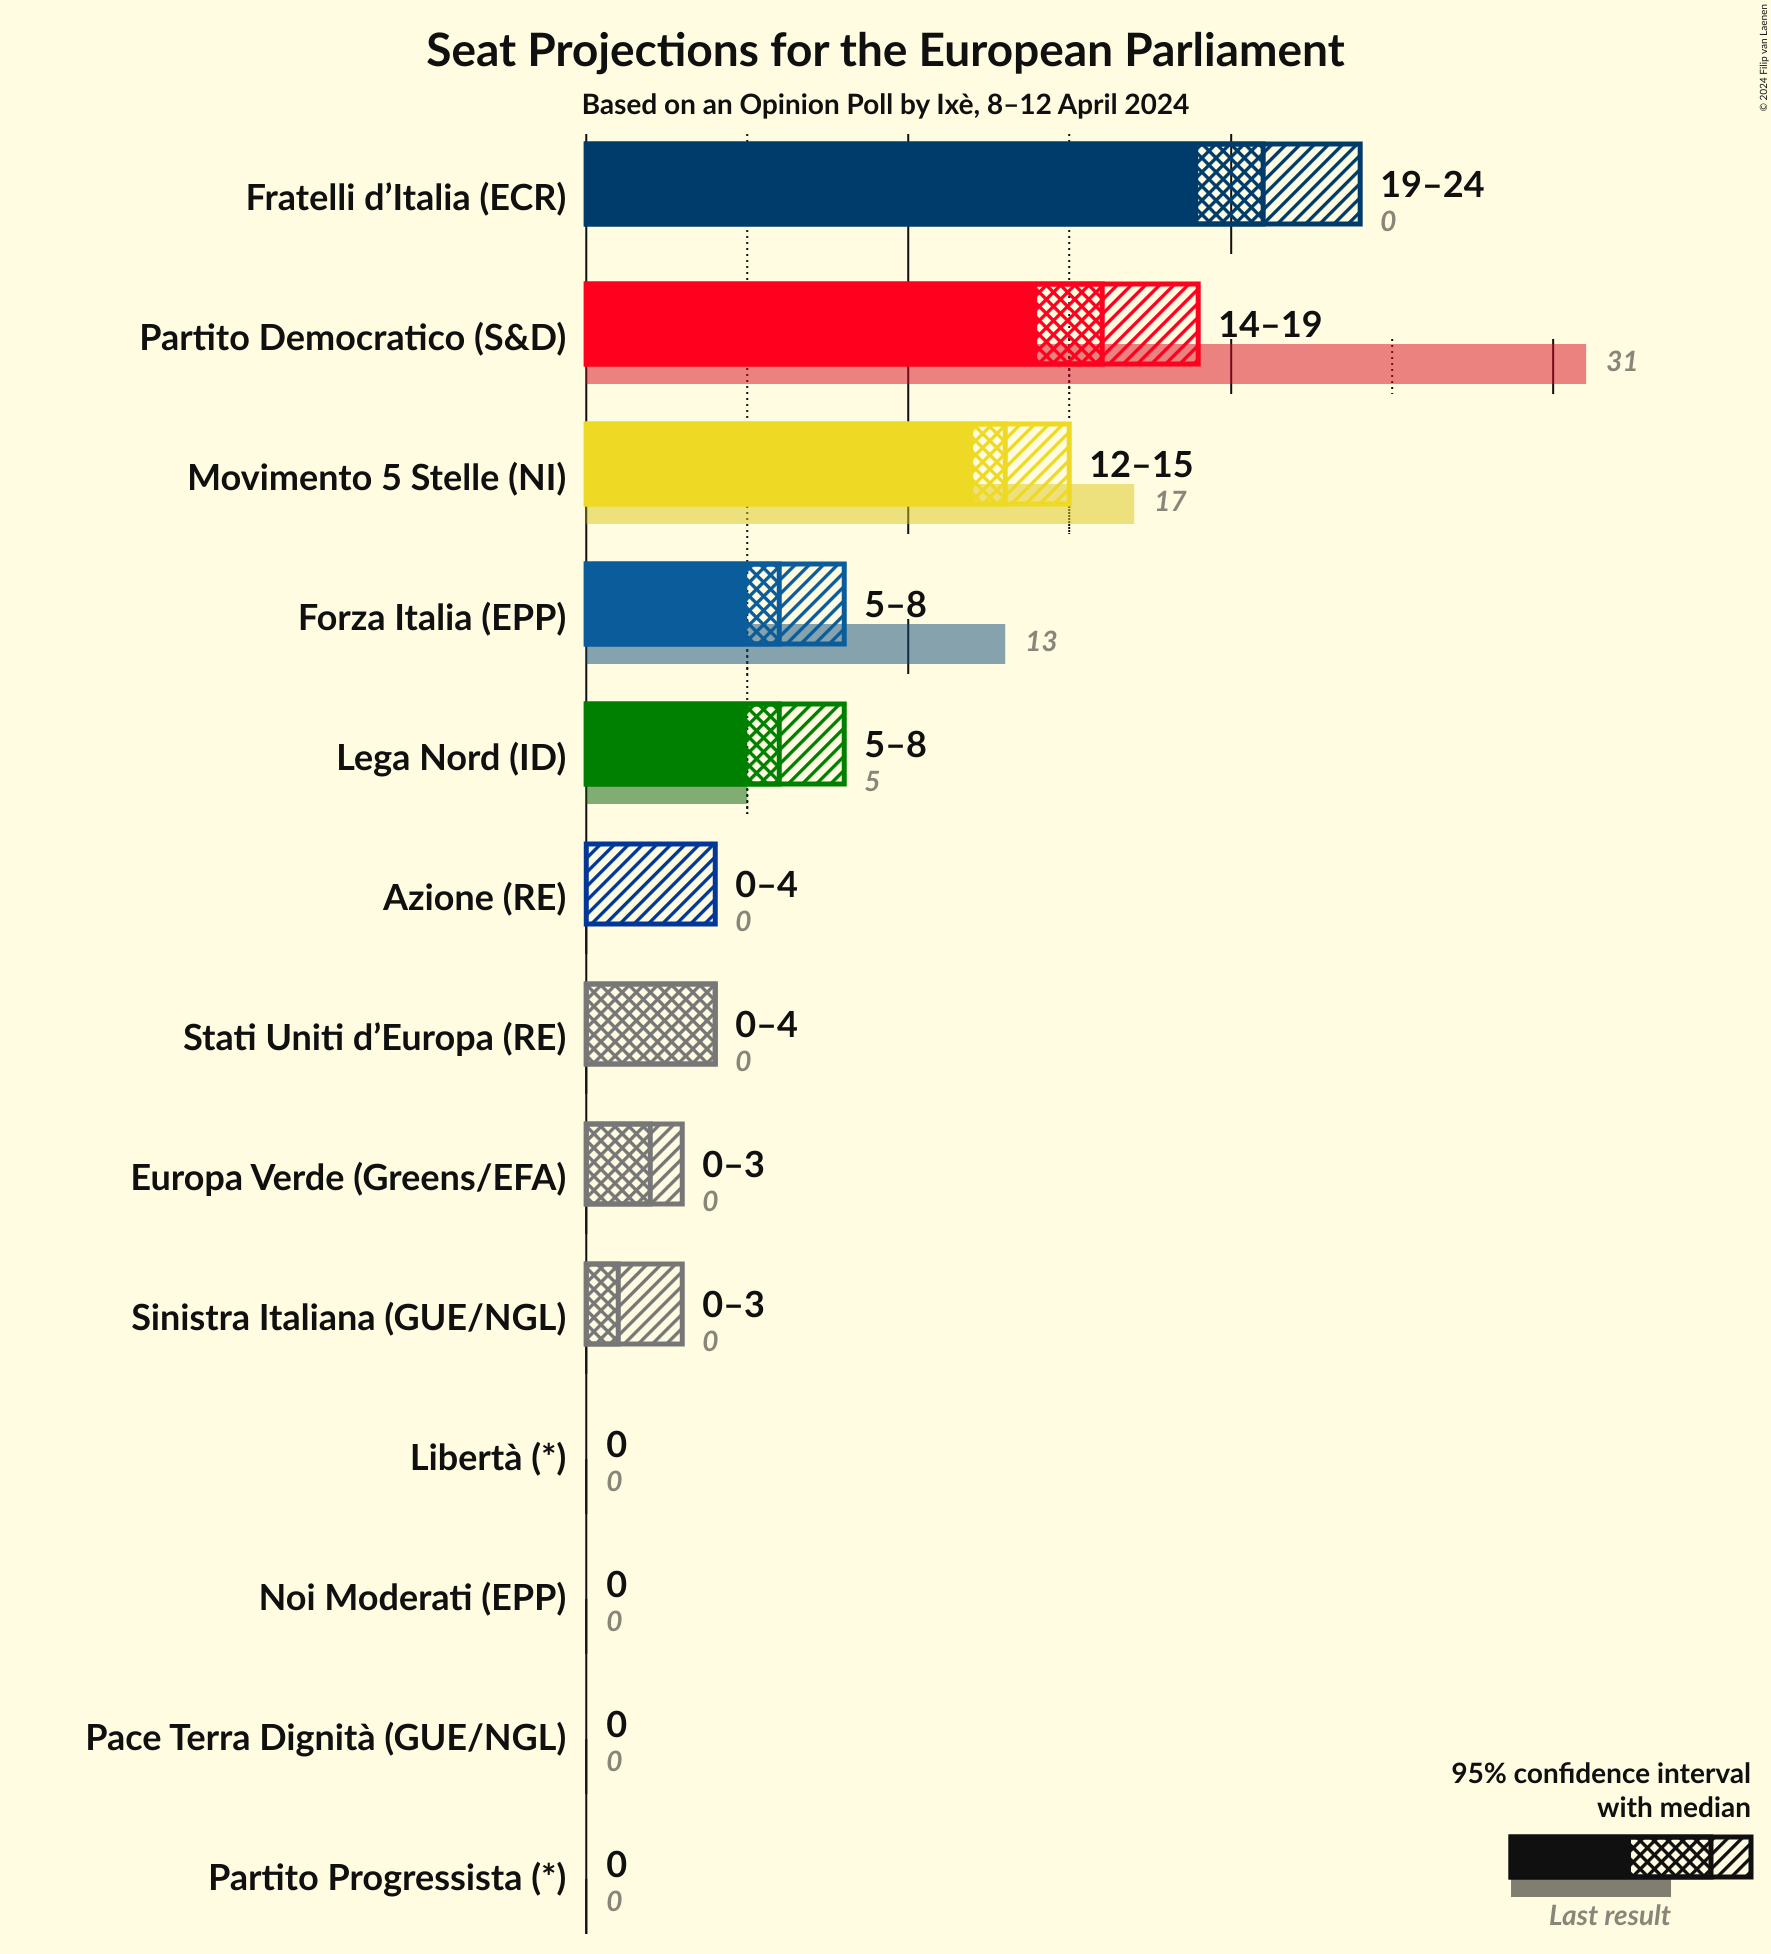 Seat Projections for the European Parliament
Based on an Opinion Poll by Ixè, 8–12 April 2024
© 2024 Filip van Laenen
Fratelli d’Italia (ECR)
19–24
0
Partito Democratico (S&D)
14–19
31
Movimento 5 Stelle (NI)
12–15
17
Forza Italia (EPP)
5–8
13
Lega Nord (ID)
5–8
5
Azione (RE)
0–4
0
Stati Uniti d’Europa (RE)
0–4
0
Europa Verde (Greens/EFA)
0–3
0
Sinistra Italiana (GUE/NGL)
0–3
0
Libertà (*)
0
0
Noi Moderati (EPP)
0
0
Pace Terra Dignità (GUE/NGL)
0
0
Partito Progressista (*)
0
0
95% confidence interval
with median
Last result